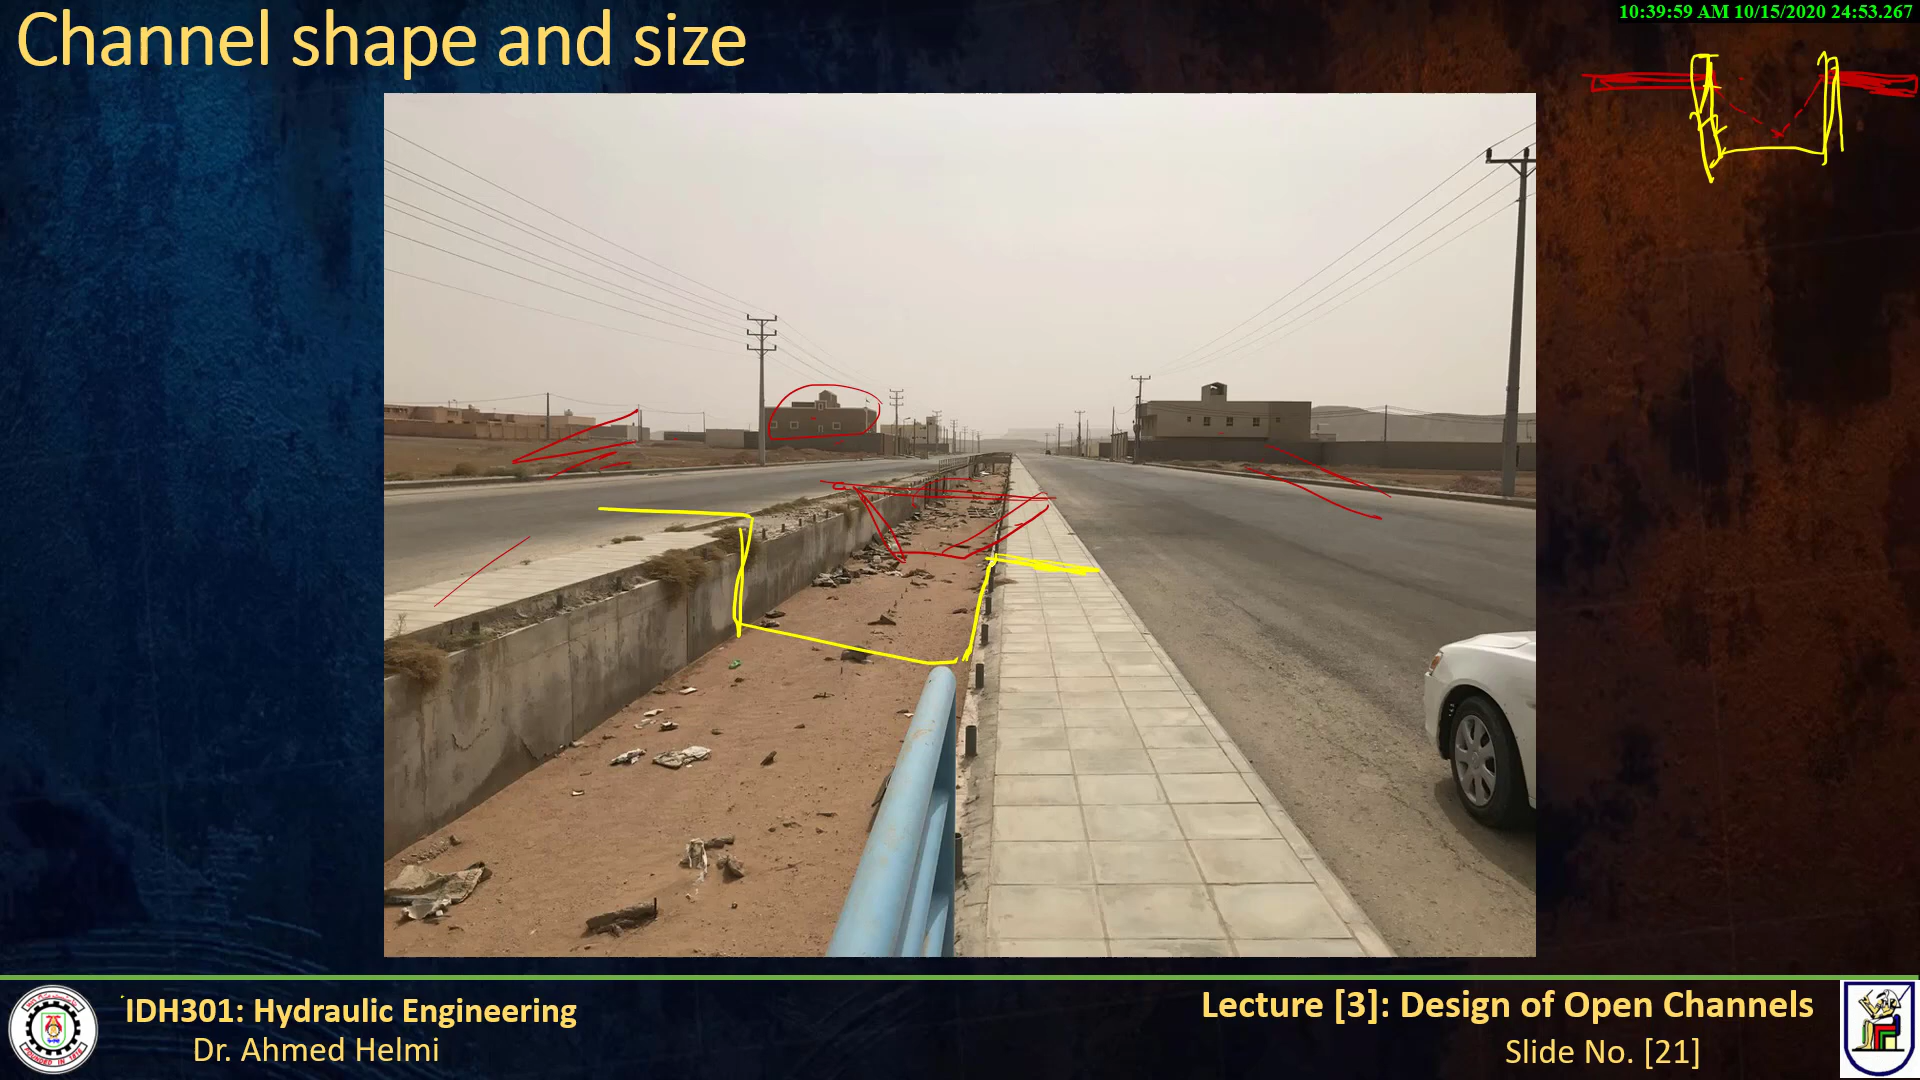 Channel shape and size
10:39:59 AM 10/15/2020 24:53.267
IDH301: Hydraulic Engineering
Dr. Ahmed Helmi
Lecture [3]: Design of Open Channels
Slide No. [21]